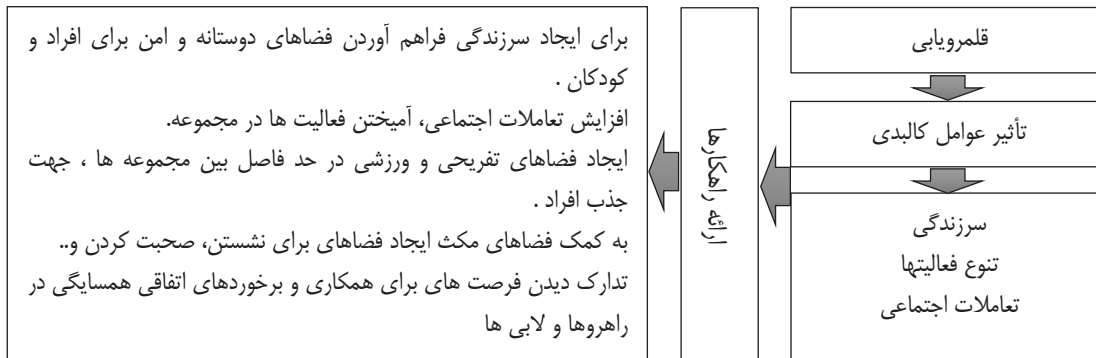 قلمرویابی
تأثیر عوامل کالبدی
سرزندگی
تنوع فعالیتها
تعاملات اجتماعی
ارائه راهکارها
برای ایجاد سرزندگی فراهم آوردن فضاهای دوستانه و امن برای افراد و
کودکان .
افزایش تعاملات اجتماعی، آمیختن فعالیت ها در مجموعه.
ایجاد فضاهای تفریحی و ورزشی در حد فاصل بین مجموعه ها ، جهت
جذب افراد .
به کمک فضاهای مکث ایجاد فضاهای برای نشستن، صحبت کردن و..
تدارک دیدن فرصت های برای همکاری و برخوردهای اتفاقی همسایگی در
راهروها و لابی ها